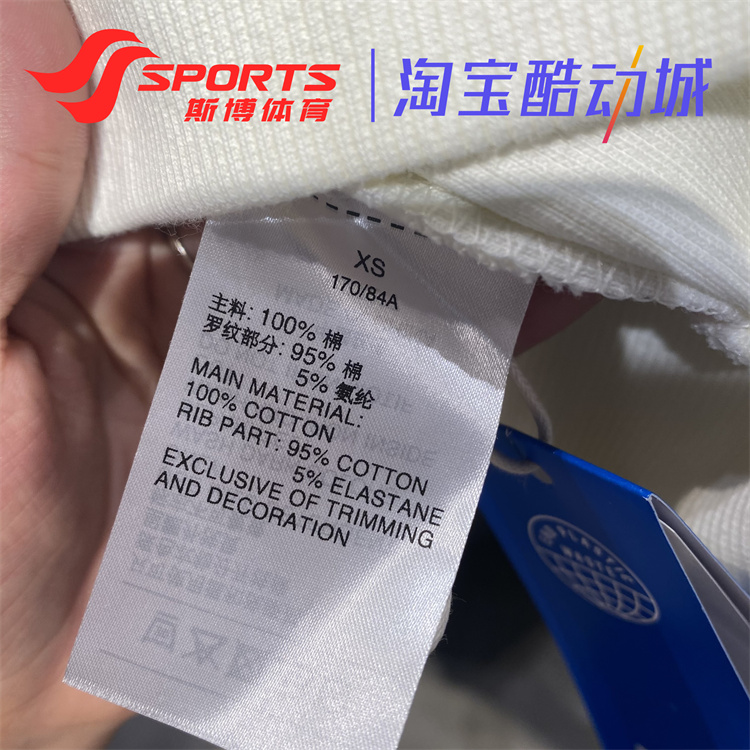 SPORTS
斯博体育
淘宝酷动城
XS
170/84A
主料: 100% 棉
罗纹部分: 95% 棉
5% 氨纶
MAIN MATERIAL:
100% COTTON
RIB PART: 95% COTTON
5% ELASTANE
EXCLUSIVE OF TRIMMING
AND DECORATION